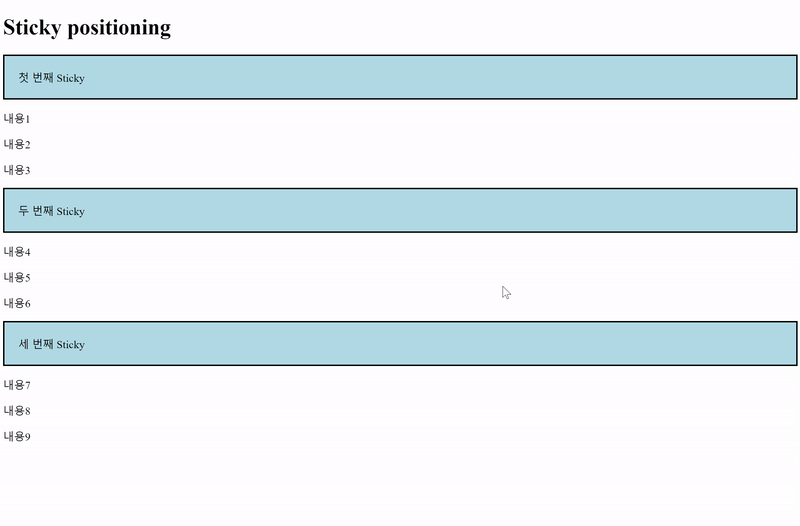 Sticky positioning
첫 번째 Sticky
내용1
내용2
내용3
두 번째 Sticky
내용4
내용5
내용6
세 번째 Sticky
내용7
내용8
내용9